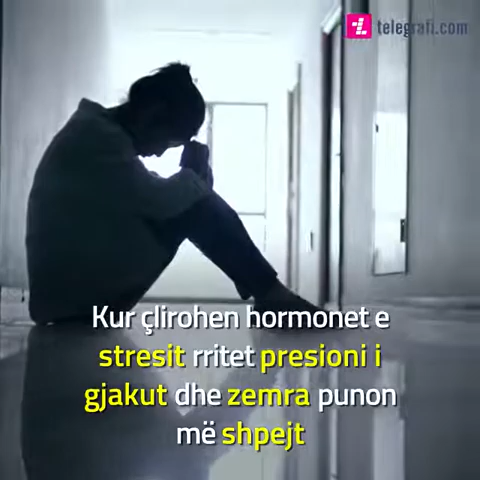 telegrafi.com
Kur çlirohen hormonet e
stresit rritet presioni i
gjakut dhe zemra punon
më shpejt